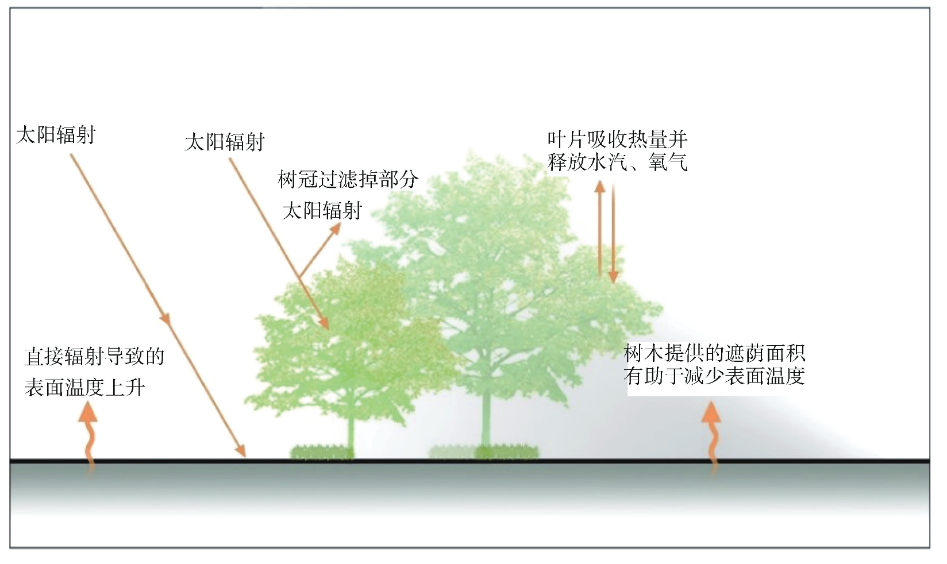 太阳辐射
太阳辐射
树冠过滤掉部分
太阳辐射
叶片吸收热量并
释放水汽、氧气
直接辐射导致的
表面温度上升
树木提供的遮荫面积
有助于减少表面温度